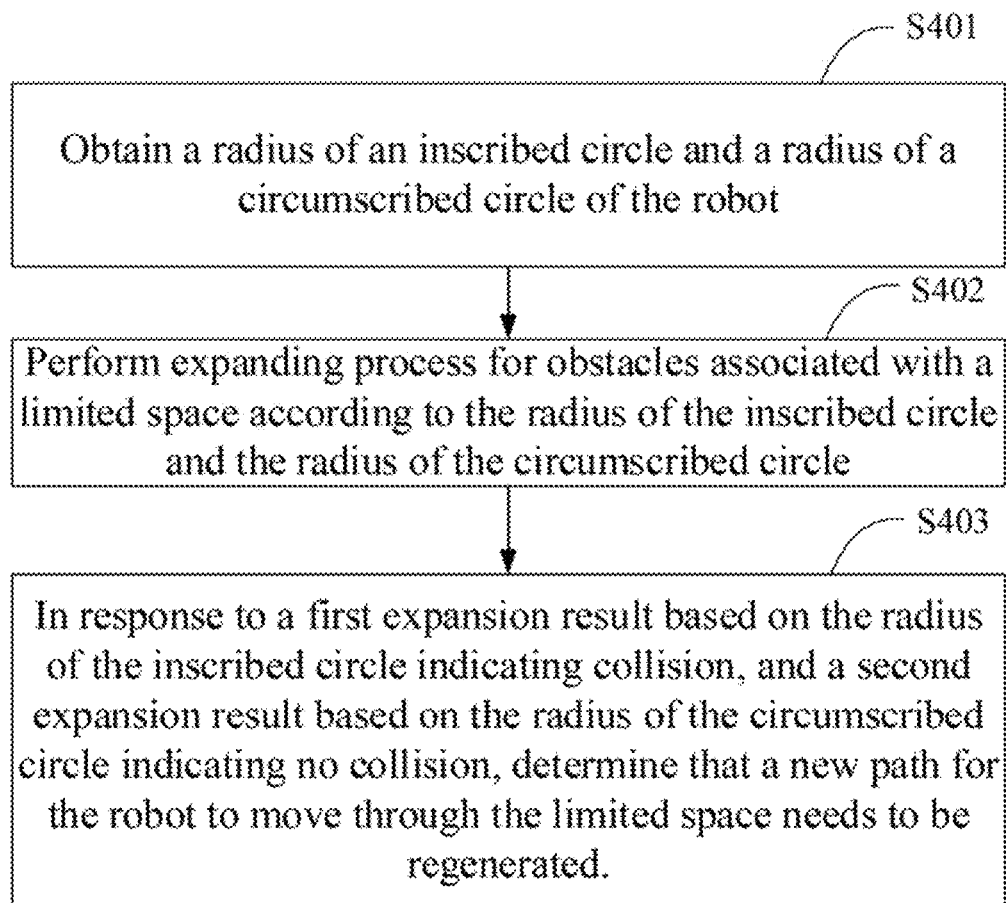 S401
Obtain a radius of an inscribed circle and a radius of a
circumscribed circle of the robot
S402
Perform expanding process for obstacles associated with a
limited space according to the radius of the inscribed circle
and the radius of the circumscribed circle
S403
In response to a first expansion result based on the radius
of the inscribed circle indicating collision, and a second
expansion result based on the radius of the circumscribed
circle indicating no collision, determine that a new path for
the robot to move through the limited space needs to be
regenerated.